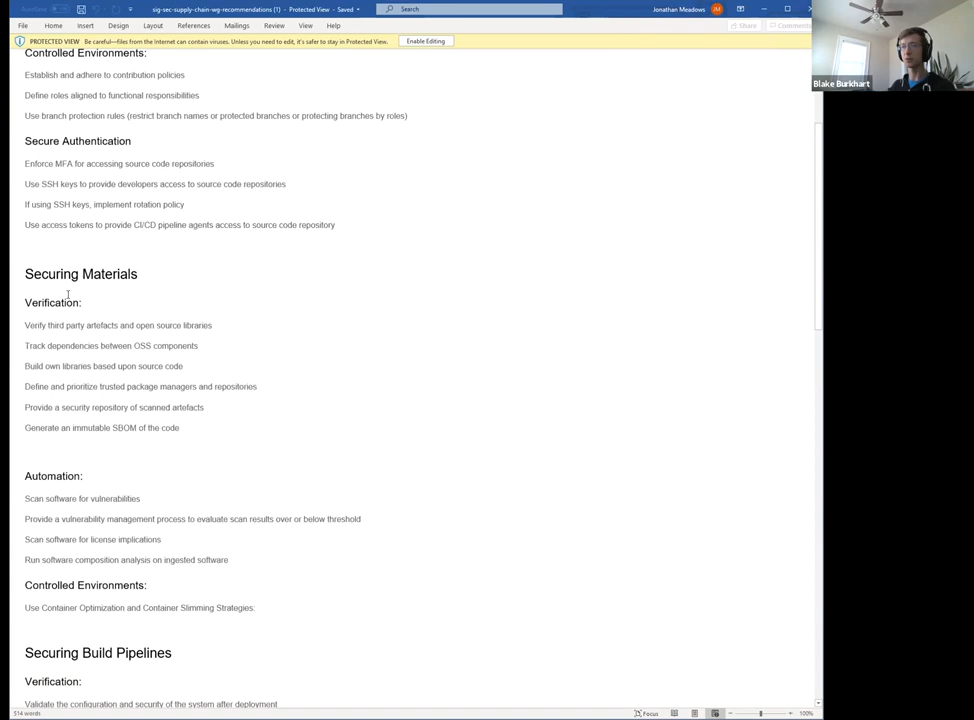 AutoSave Off
sig-sec-supply-chain-wg-recommendations (1) - Protected View - Saved
Search
Jonathan Meadows
JM
File Home Insert Design Layout References Mailings Review View Help
Share Comments
PROTECTED VIEW Be careful—files from the Internet can contain viruses. Unless you need to edit, it's safer to stay in Protected View.
Enable Editing
Blake Burkhart
Controlled Environments:
Establish and adhere to contribution policies
Define roles aligned to functional responsibilities
Use branch protection rules (restrict branch names or protected branches or protecting branches by roles)
Secure Authentication
Enforce MFA for accessing source code repositories
Use SSH keys to provide developers access to source code repositories
If using SSH keys, implement rotation policy
Use access tokens to provide CI/CD pipeline agents access to source code repository
Securing Materials
Verification:
Verify third party artefacts and open source libraries
Track dependencies between OSS components
Build own libraries based upon source code
Define and prioritize trusted package managers and repositories
Provide a security repository of scanned artefacts
Generate an immutable SBOM of the code
Automation:
Scan software for vulnerabilities
Provide a vulnerability management process to evaluate scan results over or below threshold
Scan software for license implications
Run software composition analysis on ingested software
Controlled Environments:
Use Container Optimization and Container Slimming Strategies:
Securing Build Pipelines
Verification:
Validate the configuration and security of the system after deployment
514 words
Focus
100%